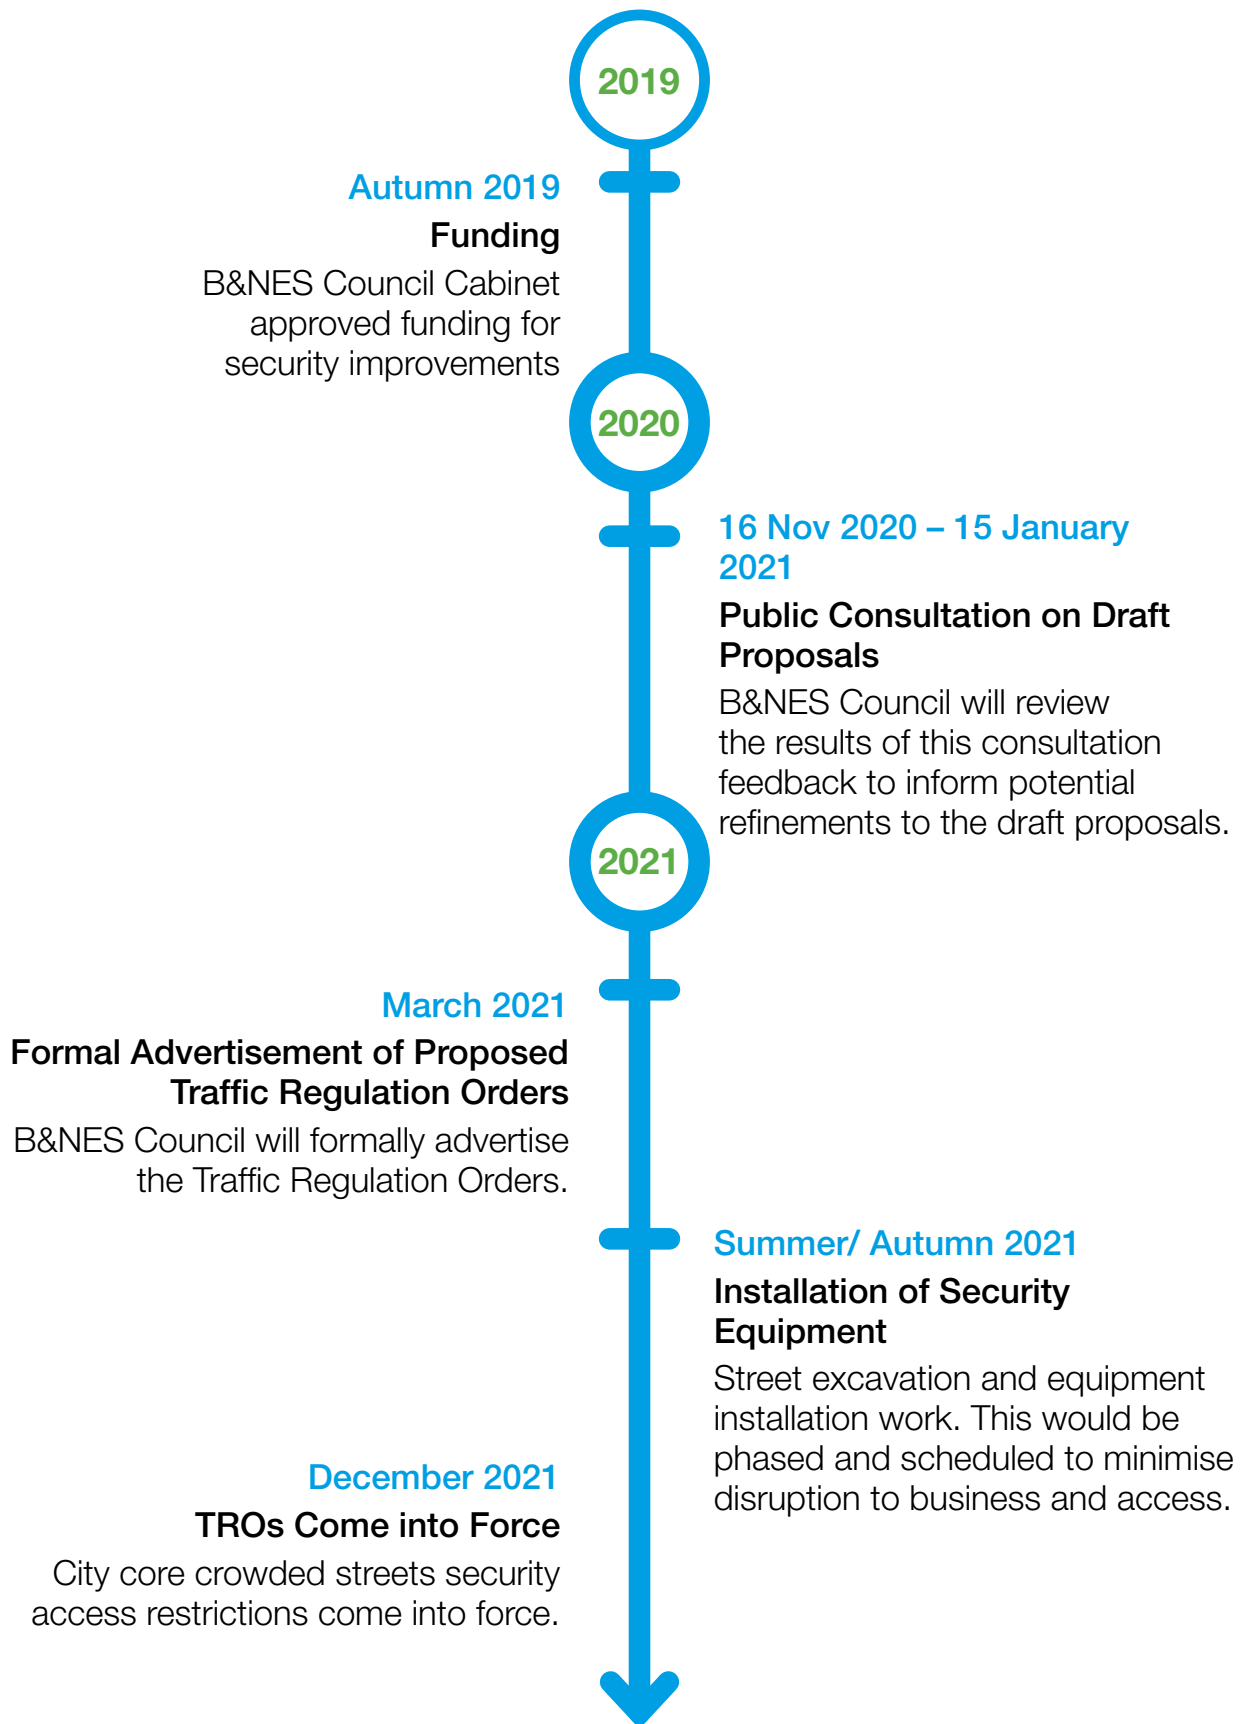 2019
Autumn 2019
Funding
B&NES Council Cabinet
approved funding for
security improvements
2020
16 Nov 2020 – 15 January
2021
Public Consultation on Draft
Proposals
B&NES Council will review
the results of this consultation
feedback to inform potential
refinements to the draft proposals.
2021
March 2021
Formal Advertisement of Proposed
Traffic Regulation Orders
B&NES Council will formally advertise
the Traffic Regulation Orders.
Summer/ Autumn 2021
Installation of Security
Equipment
Street excavation and equipment
installation work. This would be
phased and scheduled to minimise
disruption to business and access.
December 2021
TROs Come into Force
City core crowded streets security
access restrictions come into force.